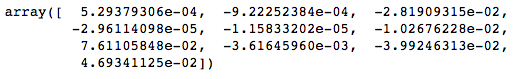 array([ 5.29379306e-04, -9.22252384e-04, -2.81909315e-02,
-2.96114098e-05, -1.15833202e-05, -1.02676228e-02,
7.61105848e-02, -3.61645960e-03, -3.99246313e-02,
4.69341125e-02])